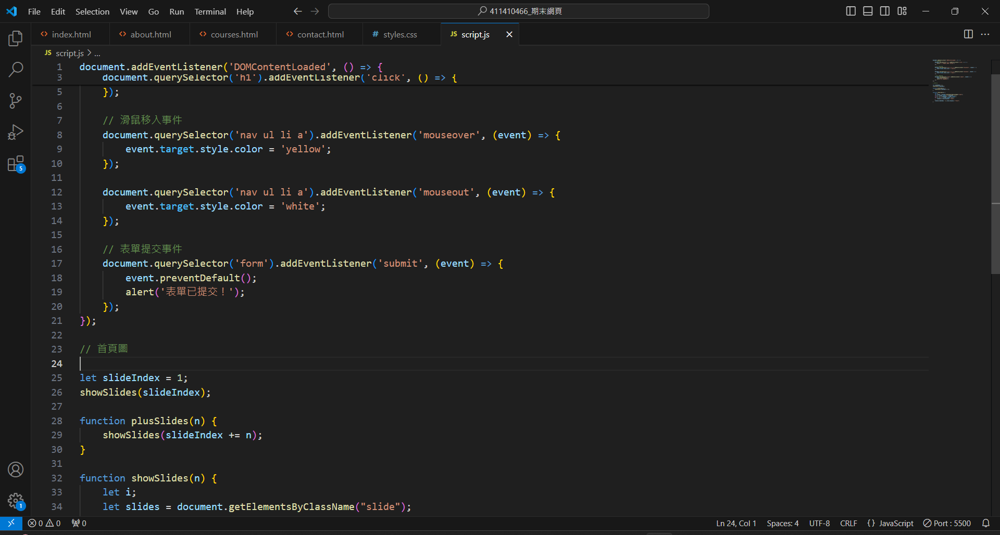 File Edit Selection View Go Run Terminal Help
411410466_期末網頁
index.html about.html courses.html contact.html styles.css script.js
script.js > ...
1 document.addEventListener('DOMContentLoaded', () => {
3 document.querySelector('h1').addEventListener('click', () => {
5 });
6
7 // 滑鼠移入事件
8 document.querySelector('nav ul li a').addEventListener('mouseover', (event) => {
9 event.target.style.color = 'yellow';
10 });
11
12 document.querySelector('nav ul li a').addEventListener('mouseout', (event) => {
13 event.target.style.color = 'white';
14 });
15
16 // 表單提交事件
17 document.querySelector('form').addEventListener('submit', (event) => {
18 event.preventDefault();
19 alert('表單已提交！');
20 });
21 });
22
23 // 首頁圖
24
25 let slideIndex = 1;
26 showSlides(slideIndex);
27
28 function plusSlides(n) {
29 showSlides(slideIndex += n);
30 }
31
32 function showSlides(n) {
33 let i;
34 let slides = document.getElementsByClassName("slide");
5
1
0 0 0
Ln 24, Col 1 Spaces: 4 UTF-8 CRLF {} JavaScript Port : 5500